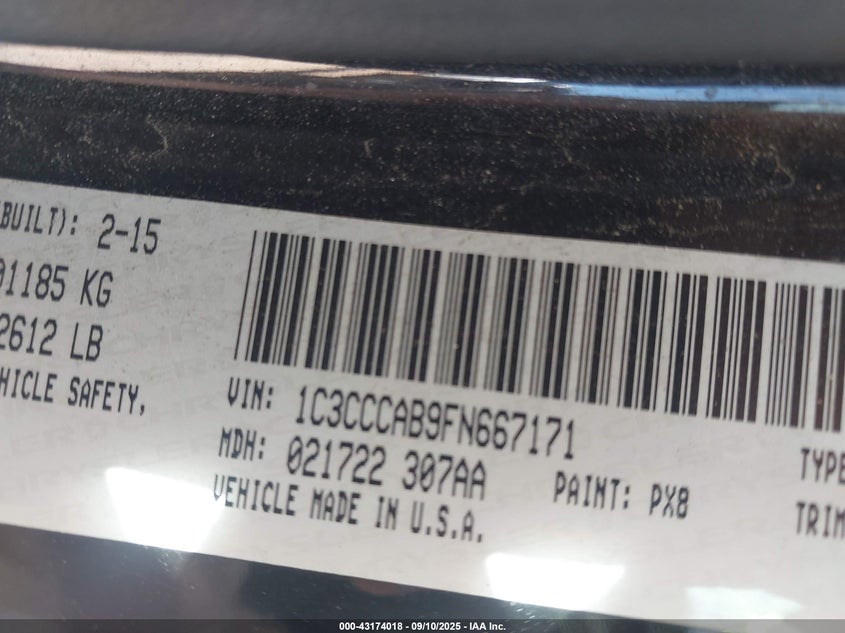 BUILT): 2-15
01185 KG
2612 LB
HICLE SAFETY,
VIN: 1C3CCCAB9FN667171
MDH: 021722 307AA
PAINT: PX8
VEHICLE MADE IN U.S.A.
TYPE
TRIM
000-43174018 - 09/10/2025 - IAA Inc.